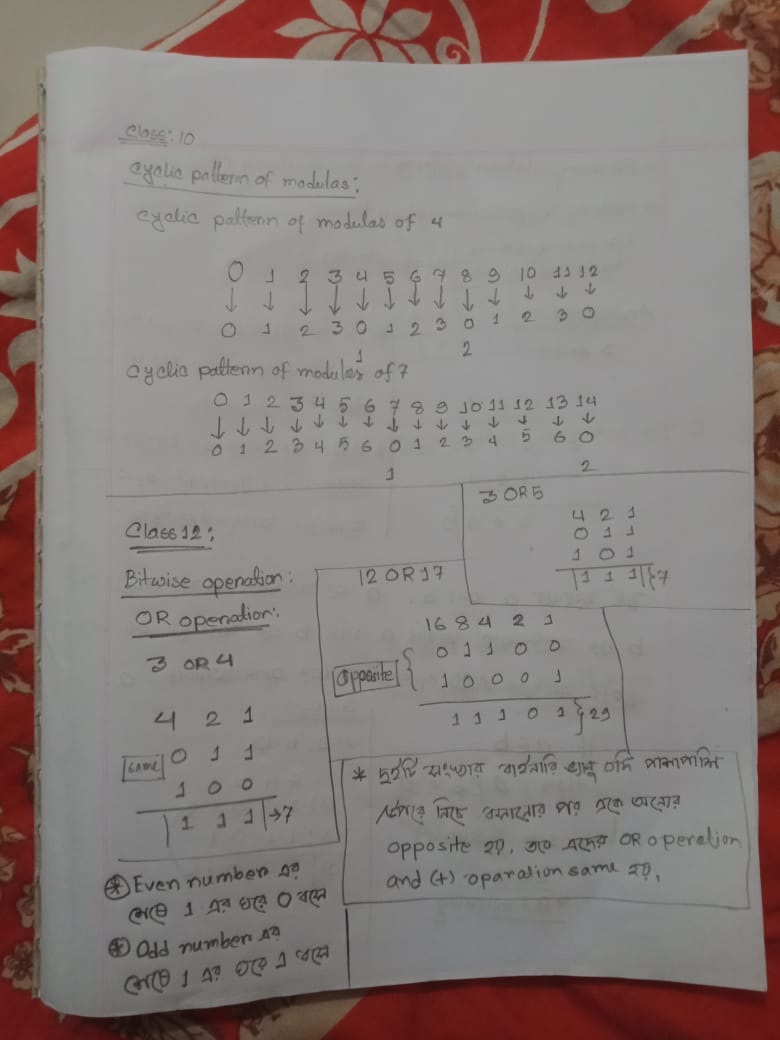 Class: 10
Cyclic pattern of modulas:
Cyclic pattern of modulas of 4
0 1 2 3 4 5 6 7 8 9 10 11 12
↓ ↓ ↓ ↓ ↓ ↓ ↓ ↓ ↓ ↓ ↓ ↓ ↓
0 1 2 3 0 1 2 3 0 1 2 3 0
1 2
Cyclic pattern of modulas of 7
0 1 2 3 4 5 6 7 8 9 10 11 12 13 14
↓ ↓ ↓ ↓ ↓ ↓ ↓ ↓ ↓ ↓ ↓ ↓ ↓ ↓ ↓
0 1 2 3 4 5 6 0 1 2 3 4 5 6 0
1 2
Class 12:
Bitwise operation:
OR operation:
3 OR 4
4 2 1
same 0 1 1
1 0 0
1 1 1 → 7
12 OR 17
16 8 4 2 1
0 1 1 0 0
Opposite {
1 0 0 0 1
1 1 1 0 1 } 29
3 OR 5
4 2 1
0 1 1
1 0 1
1 1 1 } 7
* দুইটি সংখ্যার বাইনারি ভ্যালু যদি পাশাপাশি
উপরে নিচে বসানোর পর একে অন্যের
opposite হয়, তবে এদের OR operation
and (+) oparation same হয়,
* Even number এর
শেষে 1 এর ঘরে 0 বসে
* Odd number এর
শেষে 1 এর ঘরে 1 বসে